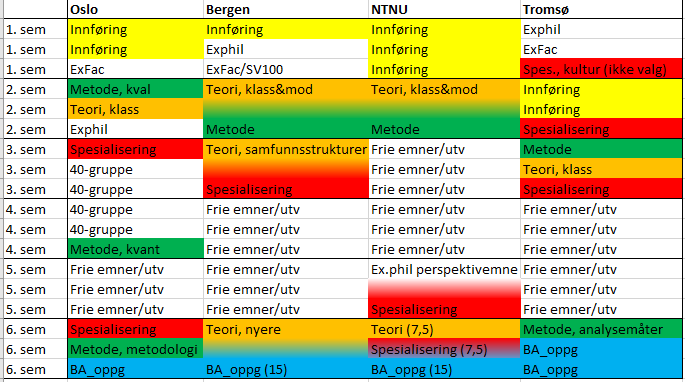 Oslo Bergen NTNU Tromsø
1. sem Innføring Innføring Innføring Exphil
1. sem Innføring Exphil Innføring ExFac
1. sem ExFac ExFac/SV100 Innføring Spes., kultur (ikke valg)
2. sem Metode, kval Teori, klass&mod Teori, klass&mod Innføring
2. sem Teori, klass Innføring
2. sem Exphil Metode Metode Spesialisering
3. sem Spesialisering Teori, samfunnsstrukturer Frie emner/utv Metode
3. sem 40-gruppe Frie emner/utv Teori, klass
3. sem 40-gruppe Spesialisering Frie emner/utv Spesialisering
4. sem 40-gruppe Frie emner/utv Frie emner/utv Frie emner/utv
4. sem 40-gruppe Frie emner/utv Frie emner/utv Frie emner/utv
4. sem Metode, kvant Frie emner/utv Frie emner/utv Frie emner/utv
5. sem Frie emner/utv Frie emner/utv Ex.phil perspektivemne Frie emner/utv
5. sem Frie emner/utv Frie emner/utv Frie emner/utv
5. sem Frie emner/utv Frie emner/utv Spesialisering Frie emner/utv
6. sem Spesialisering Teori, nyere Teori (7,5) Metode, analysemåter
6. sem Metode, metodologi Spesialisering (7,5) BA_oppg
6. sem BA_oppg BA_oppg (15) BA_oppg (15) BA_oppg